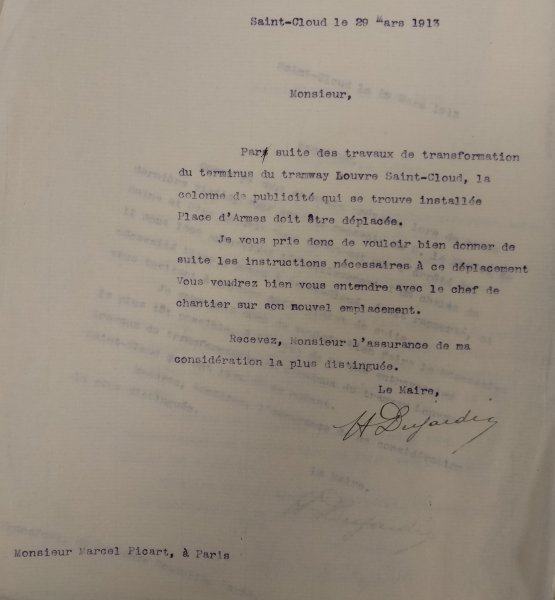 Saint-Cloud le 29 Mars 1913
Monsieur,
Par suite des travaux de transformation
du terminus du tramway Louvre Saint-Cloud, la
colonne de publicité qui se trouve installée
Place d'Armes doit être déplacée.
Je vous prie donc de vouloir bien donner de
suite les instructions nécessaires à ce déplacement
Vous voudrez bien vous entendre avec le chef de
chantier sur son nouvel emplacement.
Recevez, Monsieur l'assurance de ma
considération la plus distinguée.
Le Maire,
Monsieur Marcel Picart, à Paris